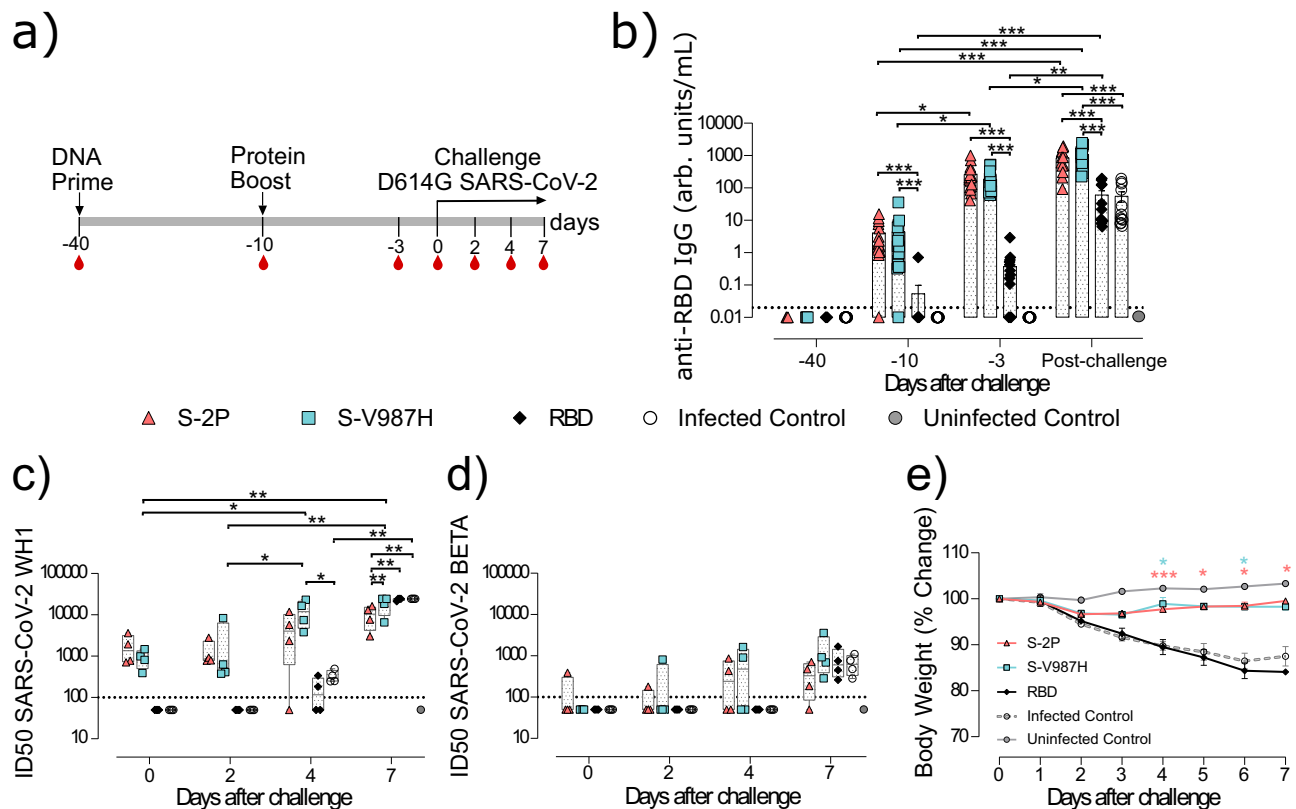 a)
DNA
Prime
Protein
Boost
Challenge
D614G SARS-CoV-2
days
-40
-10
-3
0
2
4
7
b)
anti-RBD IgG (arb. units/mL)
10000
1000
100
10
1
0.1
0.01
***
***
***
**
*
***
***
***
***
*
*
***
***
***
***
-40
-10
-3
Post-challenge
Days after challenge
S-2P
S-V987H
RBD
Infected Control
Uninfected Control
c)
ID50 SARS-CoV-2 WH1
100000
10000
1000
100
10
**
*
**
**
*
*
**
**
**
0
2
4
7
Days after challenge
d)
ID50 SARS-CoV-2 BETA
100000
10000
1000
100
10
0
2
4
7
Days after challenge
e)
Body Weight (% Change)
110
100
90
80
70
*
***
*
*
*
*
S-2P
S-V987H
RBD
Infected Control
Uninfected Control
0
1
2
3
4
5
6
7
Days after challenge